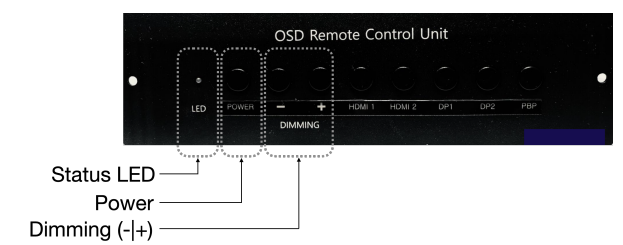 OSD Remote Control Unit
LED POWER − + HDMI 1 HDMI 2 DP1 DP2 PBP
DIMMING
Status LED
Power
Dimming (-|+)